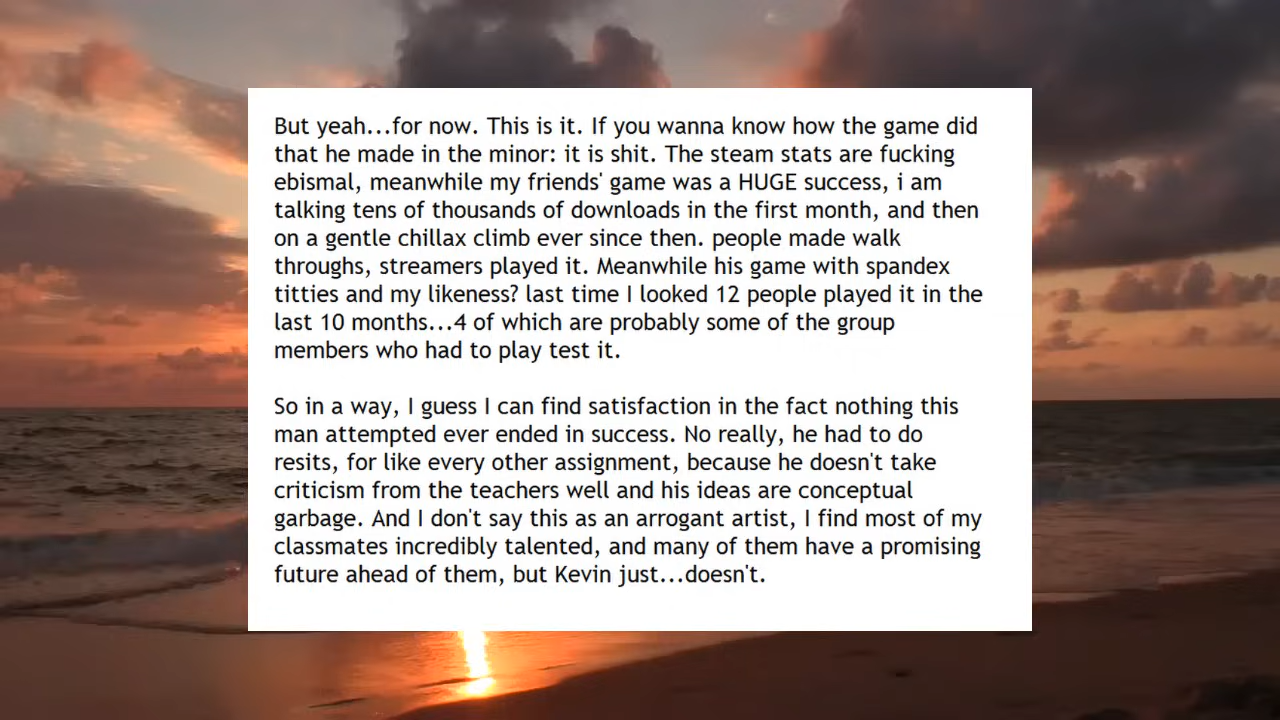 But yeah...for now. This is it. If you wanna know how the game did
that he made in the minor: it is shit. The steam stats are fucking
ebismal, meanwhile my friends' game was a HUGE success, i am
talking tens of thousands of downloads in the first month, and then
on a gentle chillax climb ever since then. people made walk
throughs, streamers played it. Meanwhile his game with spandex
titties and my likeness? last time I looked 12 people played it in the
last 10 months...4 of which are probably some of the group
members who had to play test it.

So in a way, I guess I can find satisfaction in the fact nothing this
man attempted ever ended in success. No really, he had to do
resits, for like every other assignment, because he doesn't take
criticism from the teachers well and his ideas are conceptual
garbage. And I don't say this as an arrogant artist, I find most of my
classmates incredibly talented, and many of them have a promising
future ahead of them, but Kevin just...doesn't.